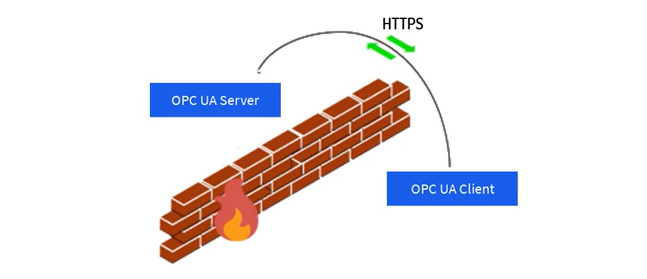 HTTPS
OPC UA Server
OPC UA Client